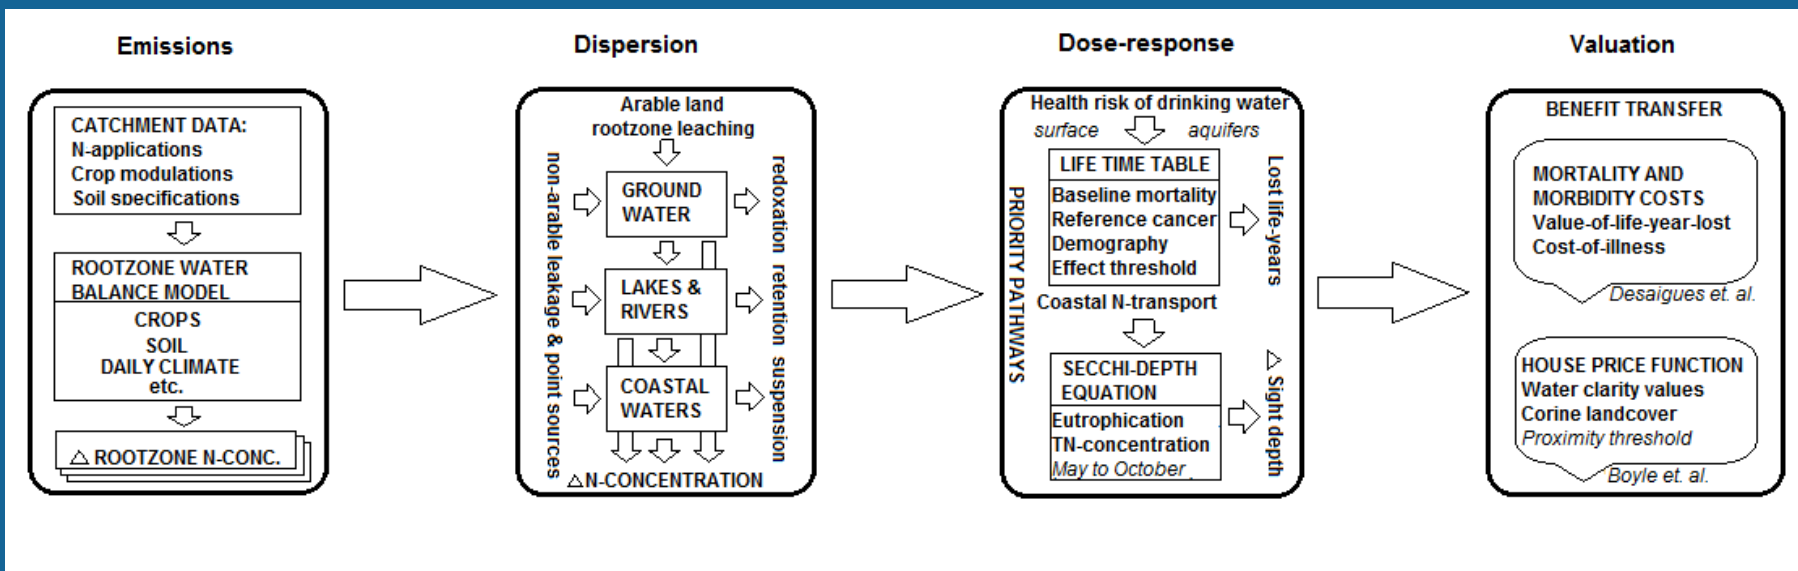 Emissions
CATCHMENT DATA:
N-applications
Crop modulations
Soil specifications
ROOTZONE WATER
BALANCE MODEL
CROPS
SOIL
DAILY CLIMATE
etc.
△ ROOTZONE N-CONC.
Dispersion
Arable land
rootzone leaching
non-arable leakage & point sources
GROUND
WATER
LAKES &
RIVERS
COASTAL
WATERS
redoxation retention suspension
△N-CONCENTRATION
Dose-response
Health risk of drinking water
surface aquifers
PRIORITY PATHWAYS
LIFE TIME TABLE
Baseline mortality
Reference cancer
Demography
Effect threshold
Lost life-years
Coastal N-transport
SECCHI-DEPTH
EQUATION
Eutrophication
TN-concentration
May to October
△ Sight depth
Valuation
BENEFIT TRANSFER
MORTALITY AND
MORBIDITY COSTS
Value-of-life-year-lost
Cost-of-illness
Desaigues et. al.
HOUSE PRICE FUNCTION
Water clarity values
Corine landcover
Proximity threshold
Boyle et. al.